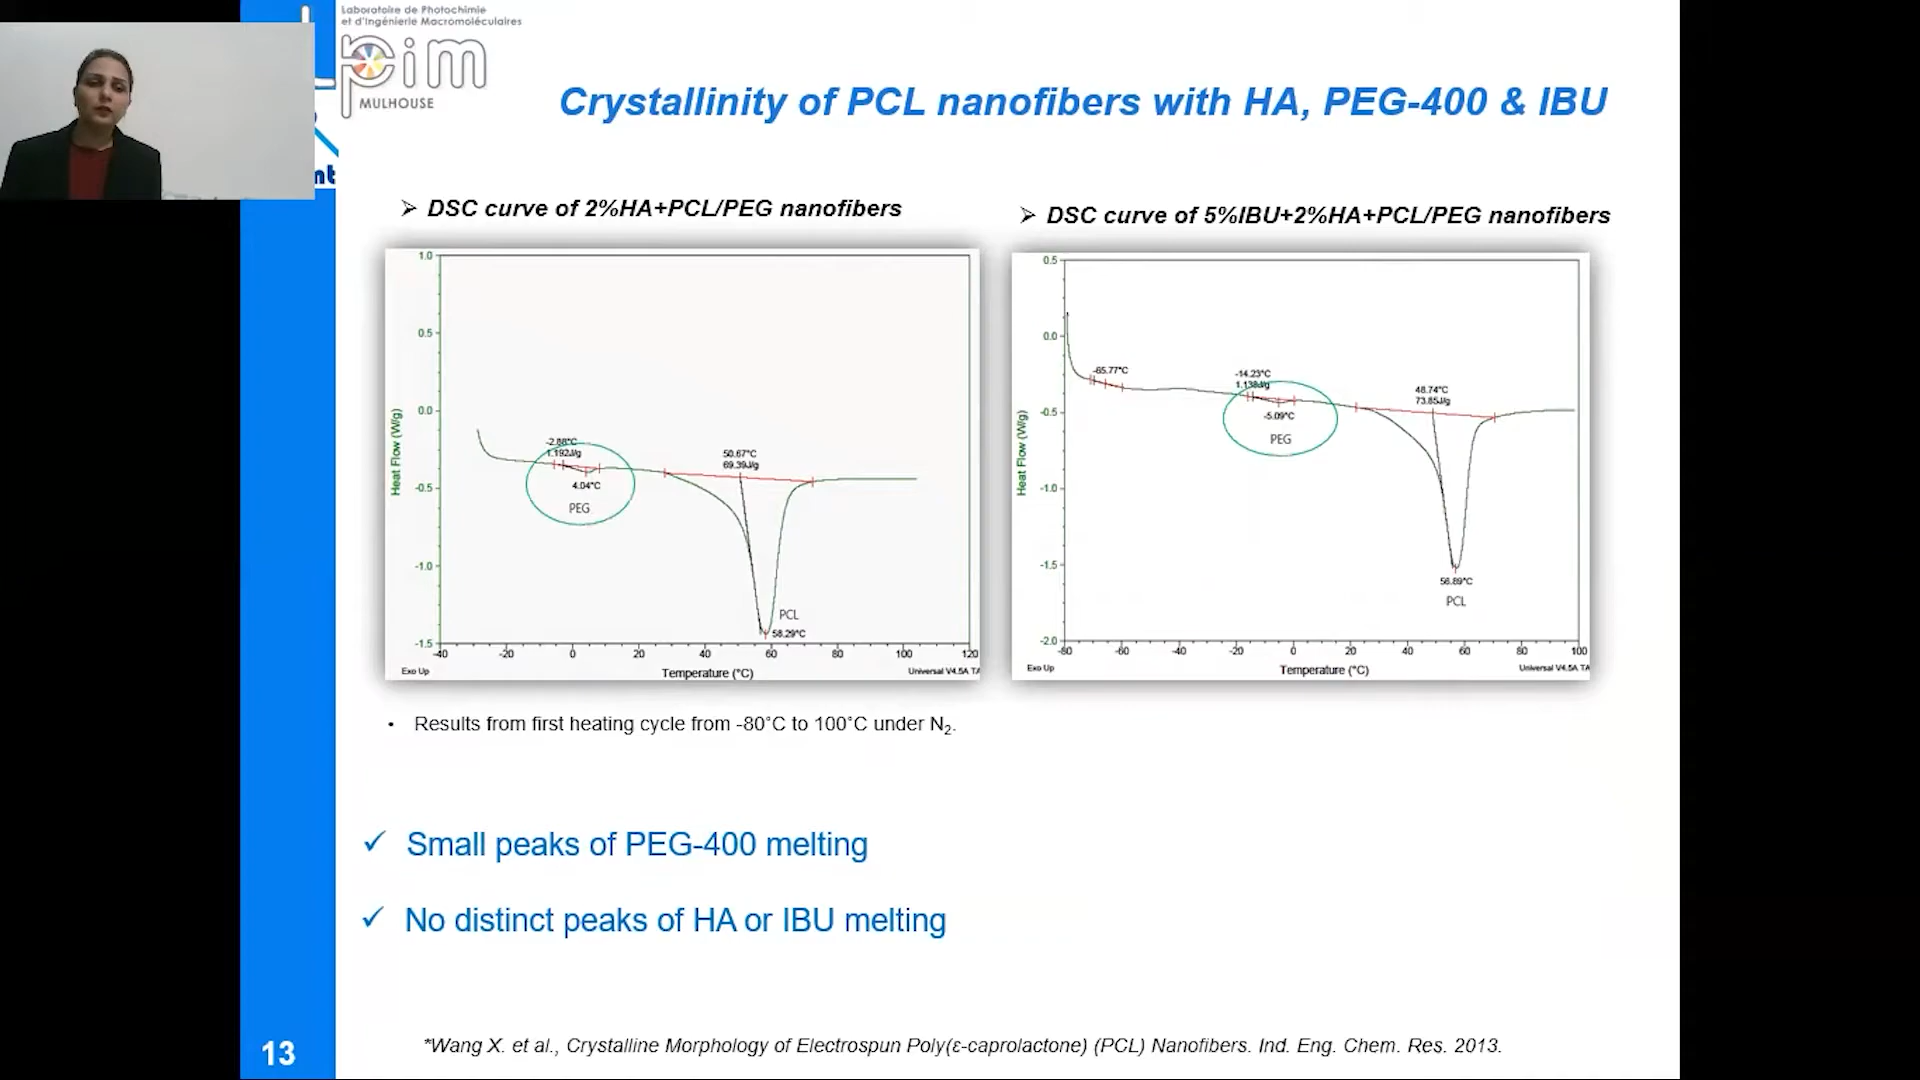 Laboratoire de Photochimie
et d'Ingénierie Macromoléculaires
pim
MULHOUSE
nt
Crystallinity of PCL nanofibers with HA, PEG-400 & IBU
➢ DSC curve of 2%HA+PCL/PEG nanofibers
➢ DSC curve of 5%IBU+2%HA+PCL/PEG nanofibers
1.0
0.5
0.0
-0.5
-1.0
-1.5
Heat Flow (W/g)
-2.88°C
1.192J/g
4.04°C
PEG
50.67°C
69.39J/g
PCL
58.29°C
-40 -20 0 20 40 60 80 100 120
Exo Up
Temperature (°C)
Universal V4.5A TA
0.5
0.0
-0.5
-1.0
-1.5
-2.0
Heat Flow (W/g)
-65.77°C
-14.23°C
1.138J/g
-5.09°C
PEG
48.74°C
73.85J/g
56.89°C
PCL
-80 -60 -40 -20 0 20 40 60 80 100
Exo Up
Temperature (°C)
Universal V4.5A TA
• Results from first heating cycle from -80°C to 100°C under N₂.
✓ Small peaks of PEG-400 melting
✓ No distinct peaks of HA or IBU melting
13
*Wang X. et al., Crystalline Morphology of Electrospun Poly(ε-caprolactone) (PCL) Nanofibers. Ind. Eng. Chem. Res. 2013.